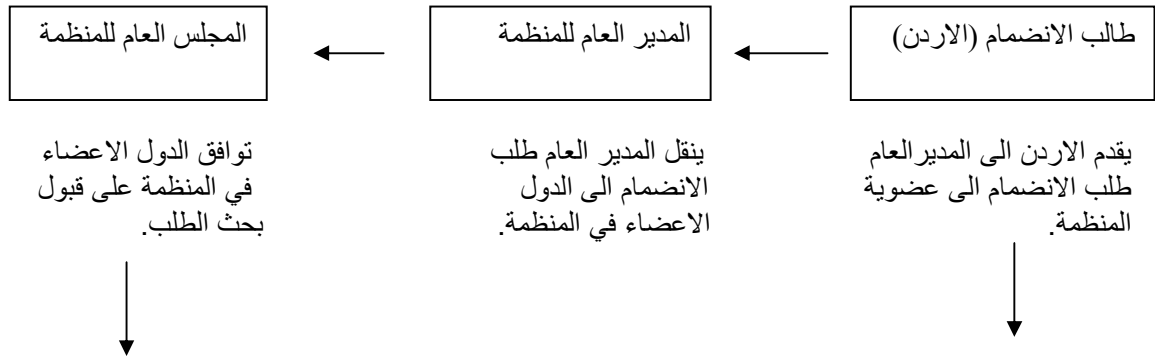 طالب الانضمام (الاردن)
المدير العام للمنظمة
المجلس العام للمنظمة
يقدم الاردن الى المديرالعام
طلب الانضمام الى عضوية
المنظمة.
ينقل المدير العام طلب
الانضمام الى الدول
الاعضاء في المنظمة.
توافق الدول الاعضاء
في المنظمة على قبول
بحث الطلب.